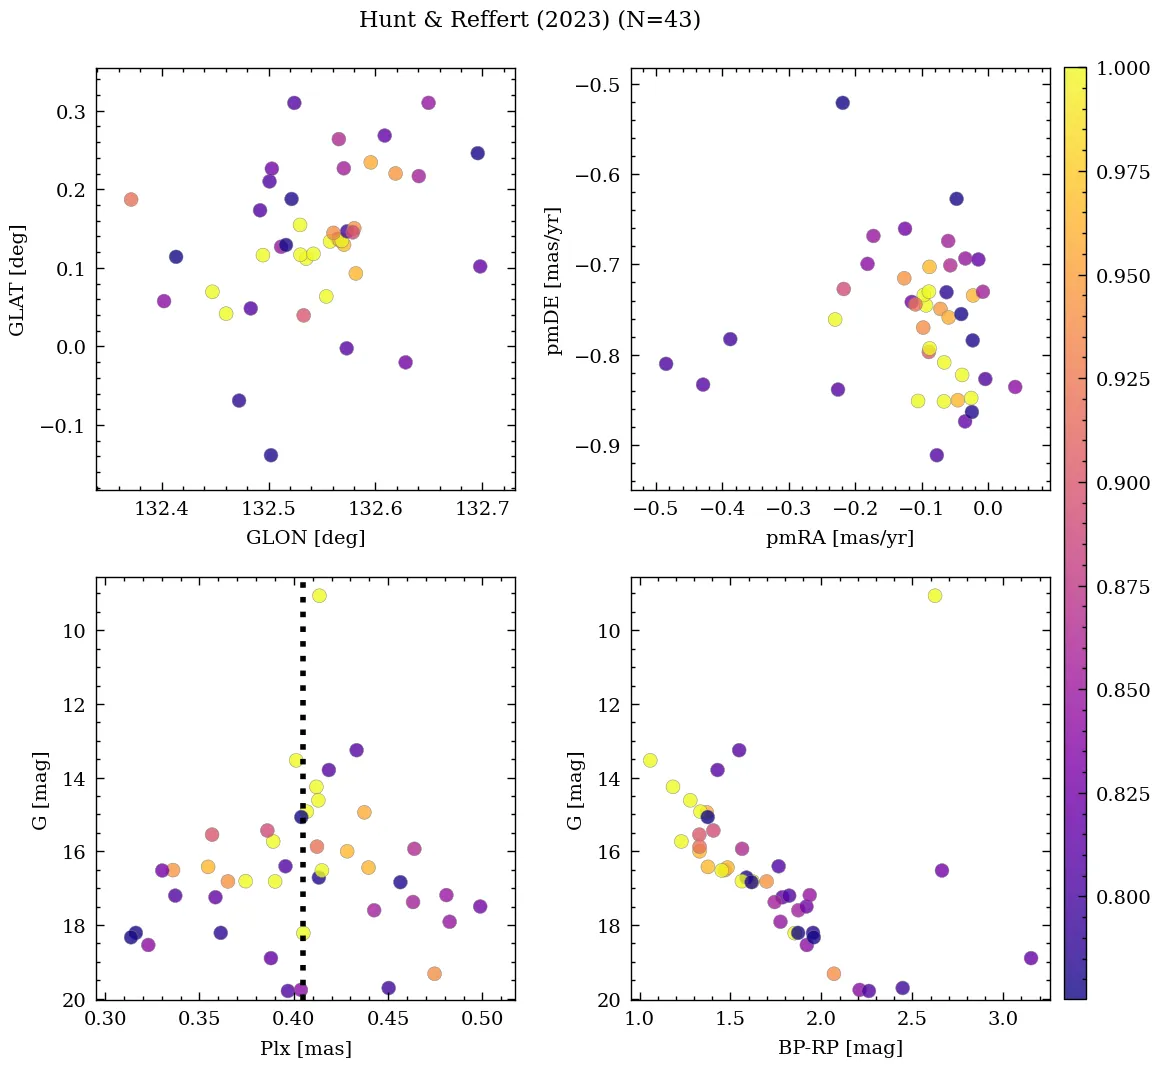 Hunt & Reffert (2023) (N=43)
0.3
0.2
0.1
0.0
−0.1
GLAT [deg]
132.4 132.5 132.6 132.7
GLON [deg]
−0.5
−0.6
−0.7
−0.8
−0.9
pmDE [mas/yr]
−0.5 −0.4 −0.3 −0.2 −0.1 0.0
pmRA [mas/yr]
10
12
14
16
18
20
G [mag]
0.30 0.35 0.40 0.45 0.50
Plx [mas]
10
12
14
16
18
20
G [mag]
1.0 1.5 2.0 2.5 3.0
BP-RP [mag]
1.000
0.975
0.950
0.925
0.900
0.875
0.850
0.825
0.800